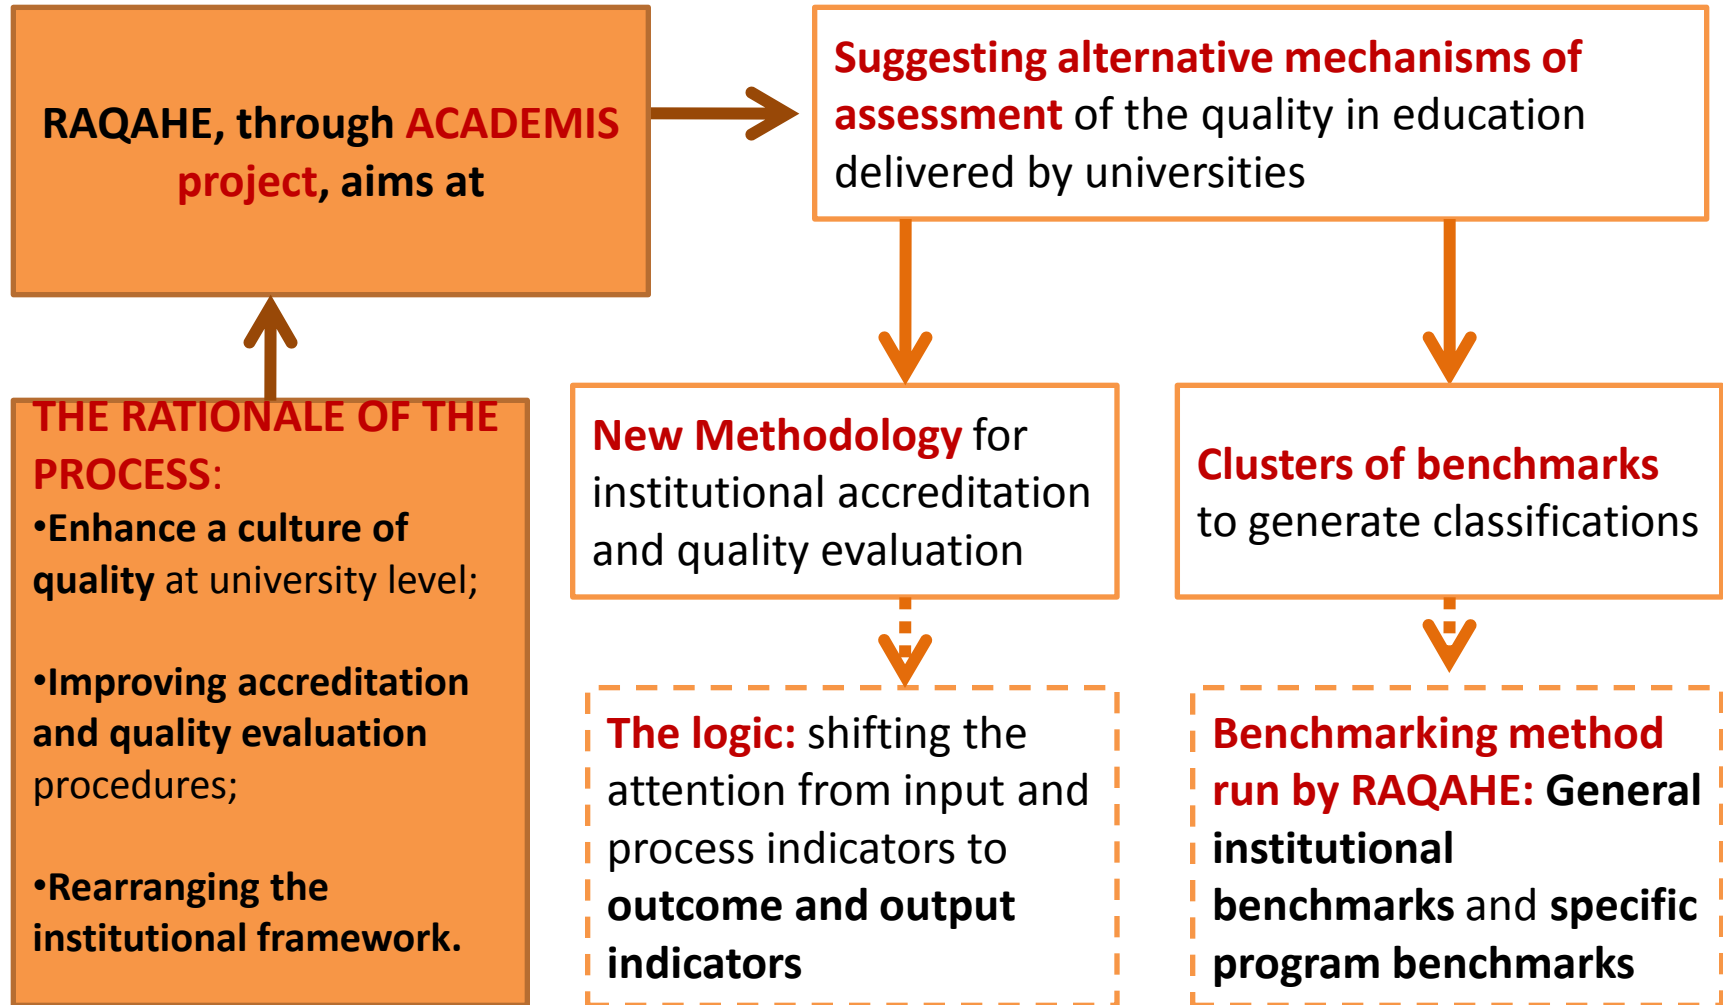 RAQAHE, through ACADEMIS
project, aims at
Suggesting alternative mechanisms of
assessment of the quality in education
delivered by universities
THE RATIONALE OF THE
PROCESS:
•Enhance a culture of
quality at university level;
•Improving accreditation
and quality evaluation
procedures;
•Rearranging the
institutional framework.
New Methodology for
institutional accreditation
and quality evaluation
Clusters of benchmarks
to generate classifications
The logic: shifting the
attention from input and
process indicators to
outcome and output
indicators
Benchmarking method
run by RAQAHE: General
institutional
benchmarks and specific
program benchmarks